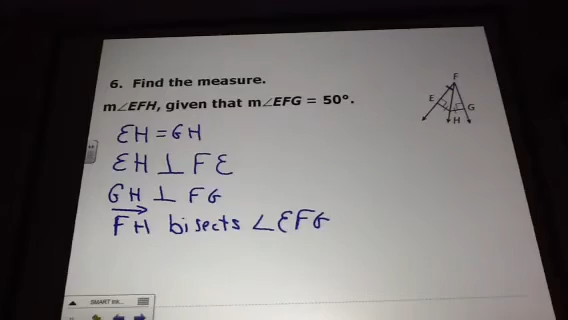 6. Find the measure.
m∠EFH, given that m∠EFG = 50°.
EH = GH
EH ⊥ FE
GH ⊥ FG
FH bisects ∠EFG
F
E
G
H
SMART Ink...